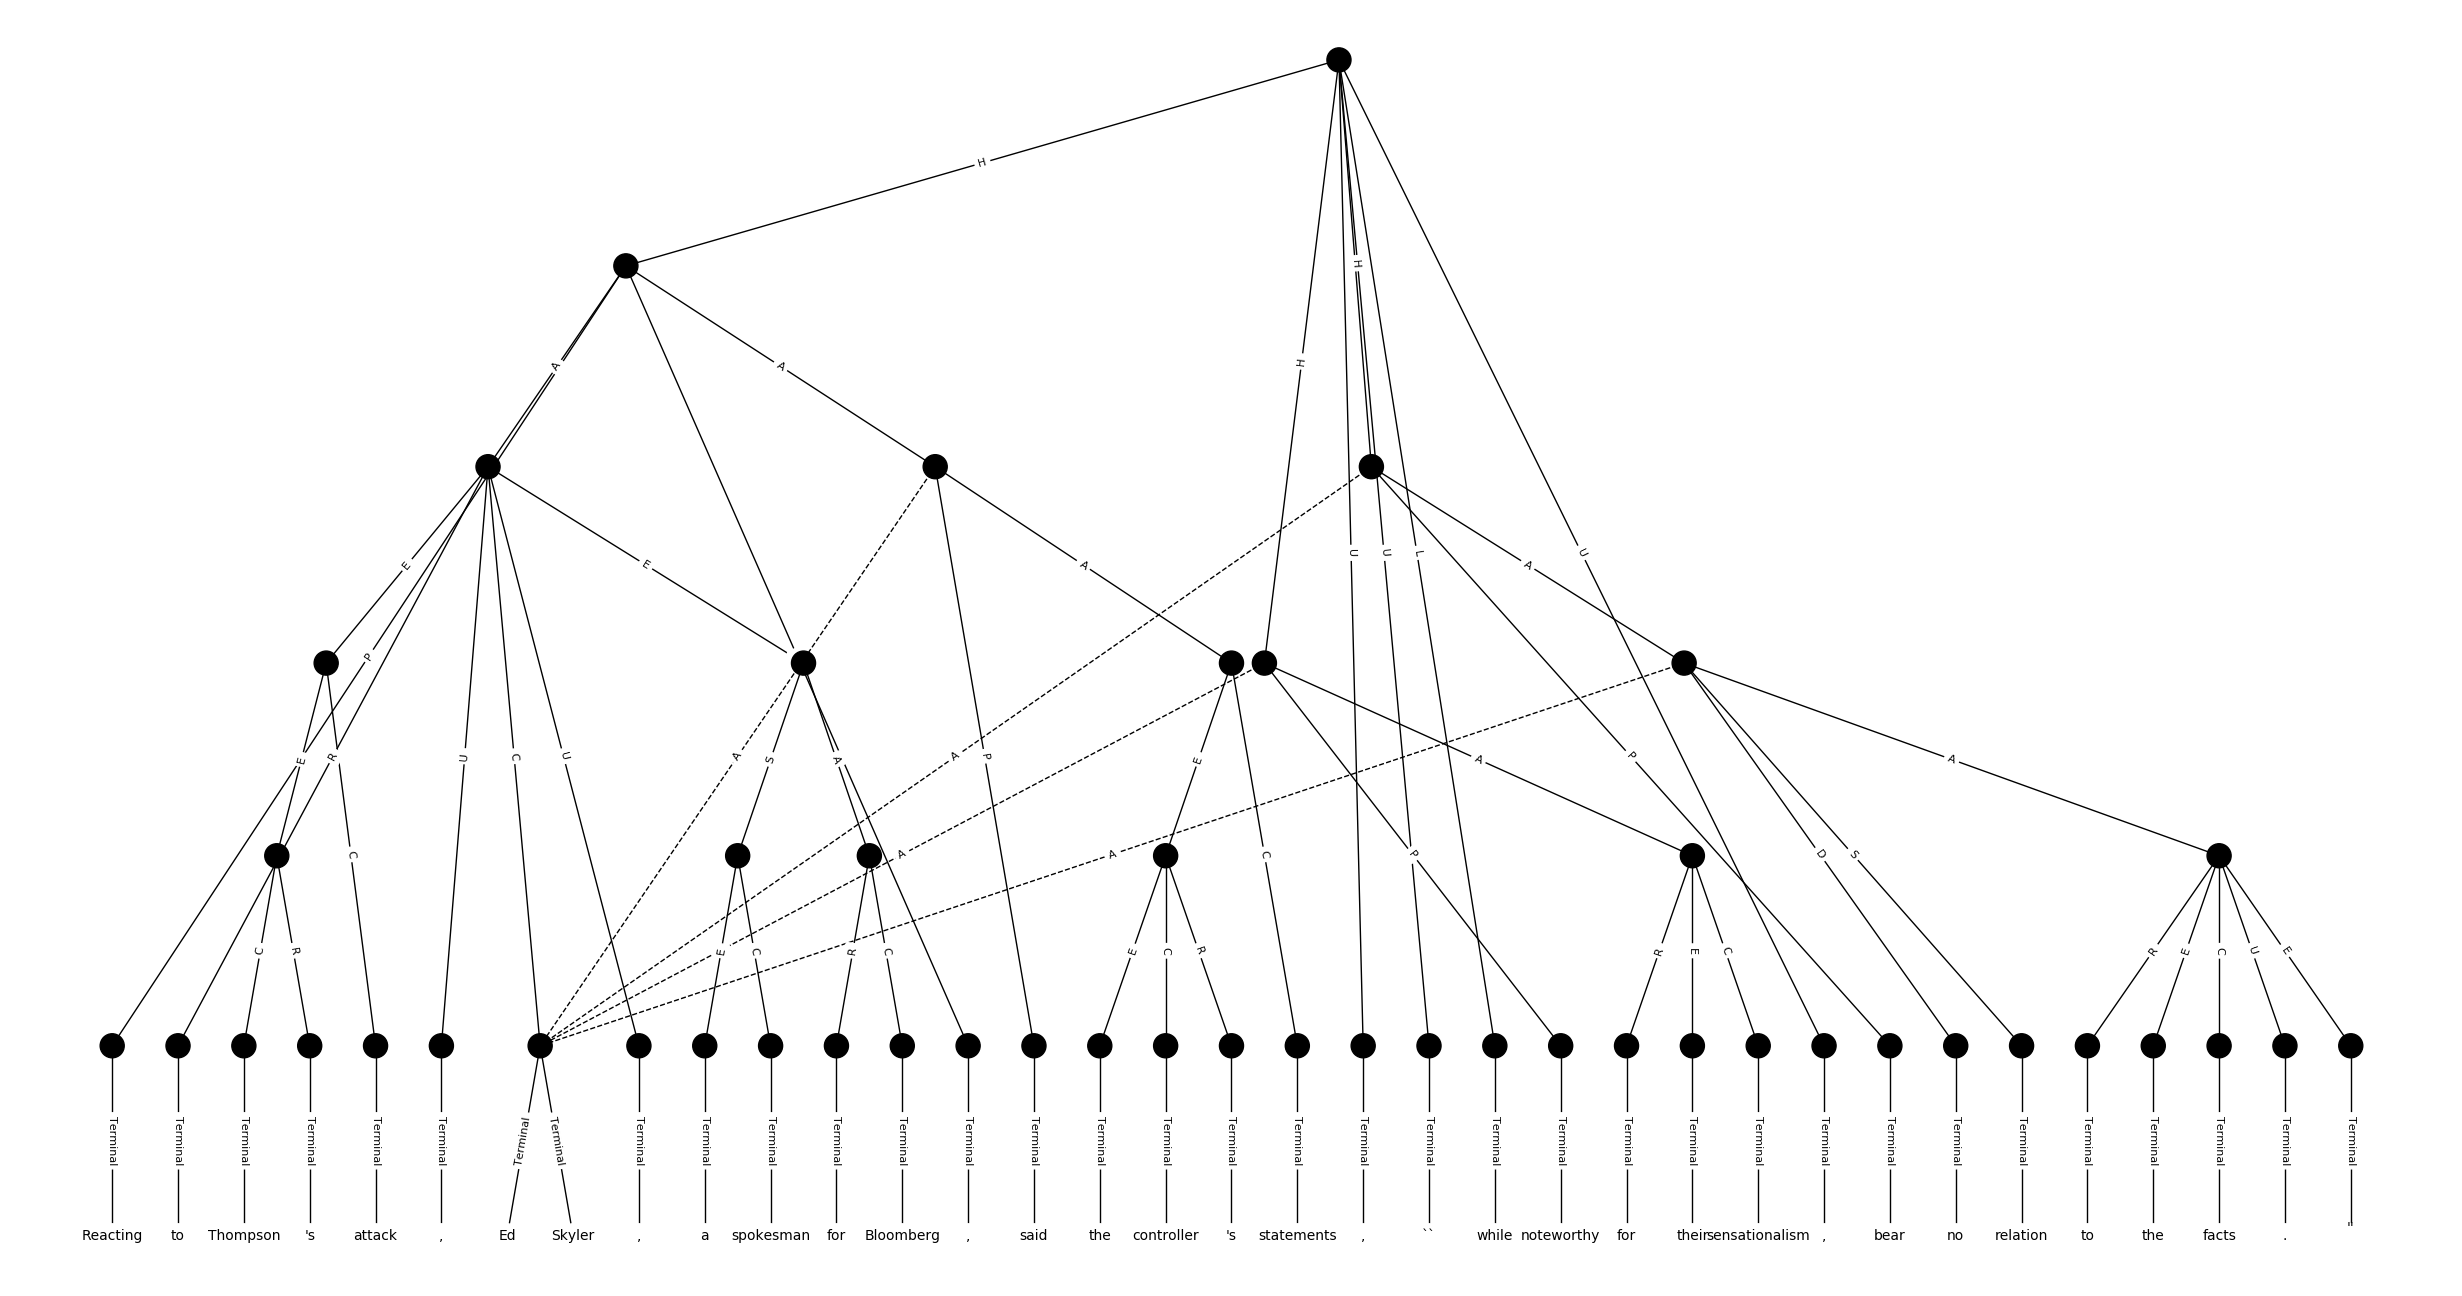 H
H
A A
H
U U L U
E E A A
P
E R U C U A S A P A E A P A
C C A A P D S A
C R E C R C E C R R E C R E C U E
Terminal Terminal Terminal Terminal Terminal Terminal Terminal Terminal Terminal Terminal Terminal Terminal Terminal Terminal Terminal Terminal Terminal Terminal Terminal Terminal Terminal Terminal Terminal Terminal Terminal Terminal Terminal Terminal Terminal Terminal Terminal Terminal Terminal Terminal Terminal
Reacting to Thompson 's attack , Ed Skyler , a spokesman for Bloomberg , said the controller 's statements , `` while noteworthy for their sensationalism , bear no relation to the facts . "